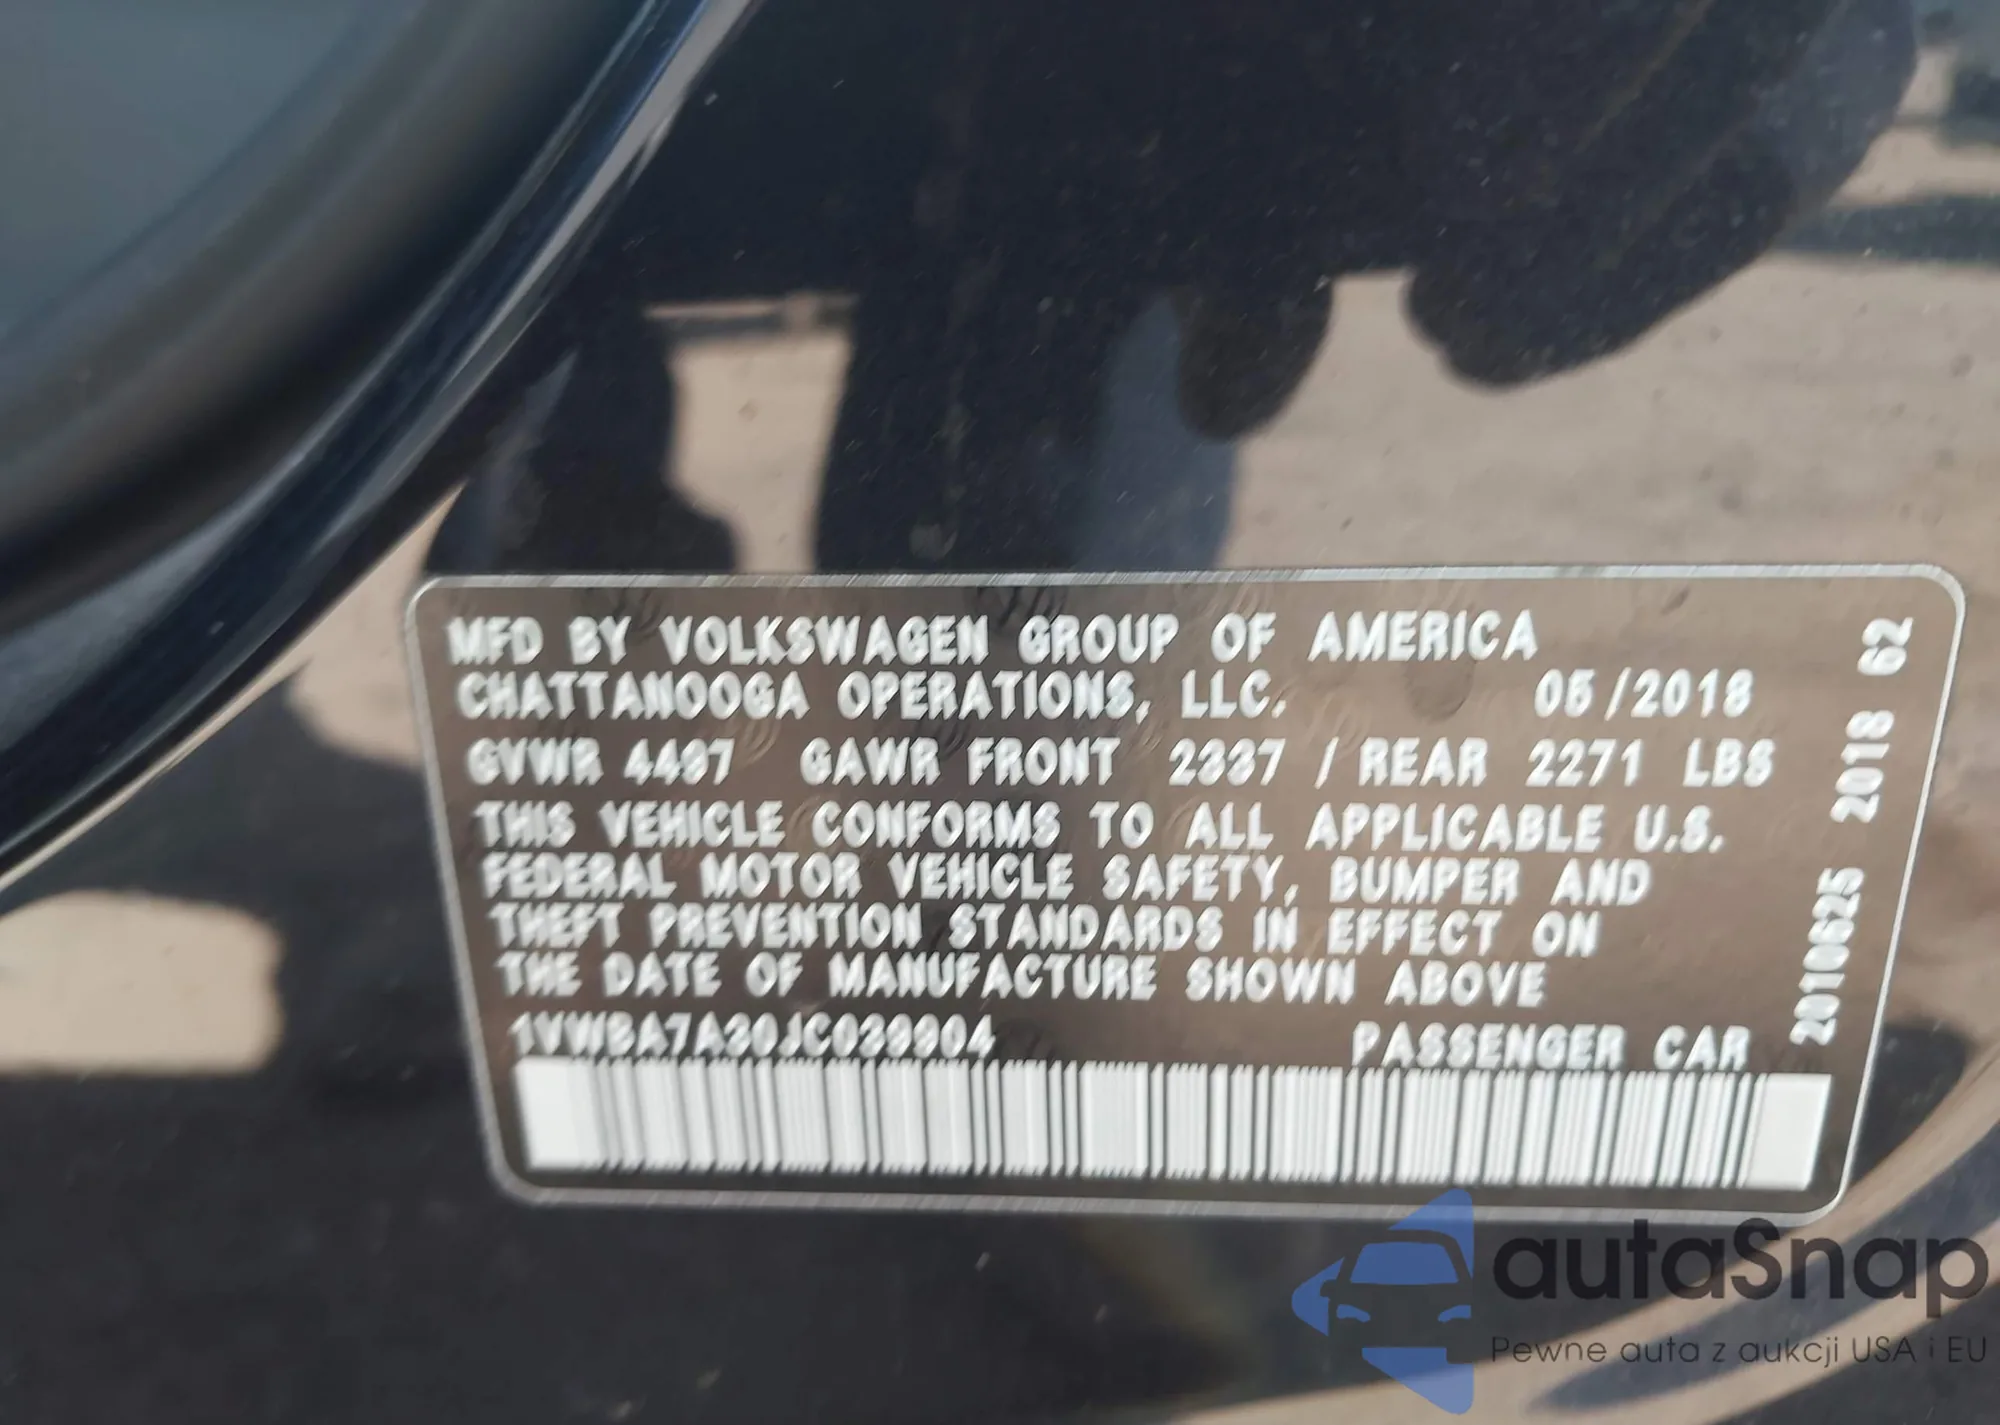 MFD BY VOLKSWAGEN GROUP OF AMERICA
CHATTANOOGA OPERATIONS, LLC. 05/2018
GVWR 4497 GAWR FRONT 2337 / REAR 2271 LBS
THIS VEHICLE CONFORMS TO ALL APPLICABLE U.S.
FEDERAL MOTOR VEHICLE SAFETY, BUMPER AND
THEFT PREVENTION STANDARDS IN EFFECT ON
THE DATE OF MANUFACTURE SHOWN ABOVE
1VWBA7A30JC039904 PASSENGER CAR
2010625 2018 62
autaSnap
Pewne auta z aukcji USA i EU